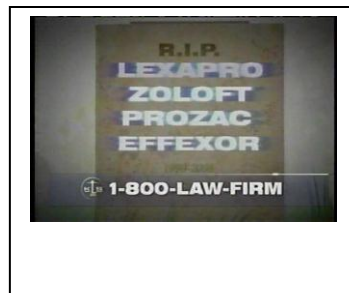 R.I.P.
LEXAPRO
ZOLOFT
PROZAC
EFFEXOR
1-800-LAW-FIRM